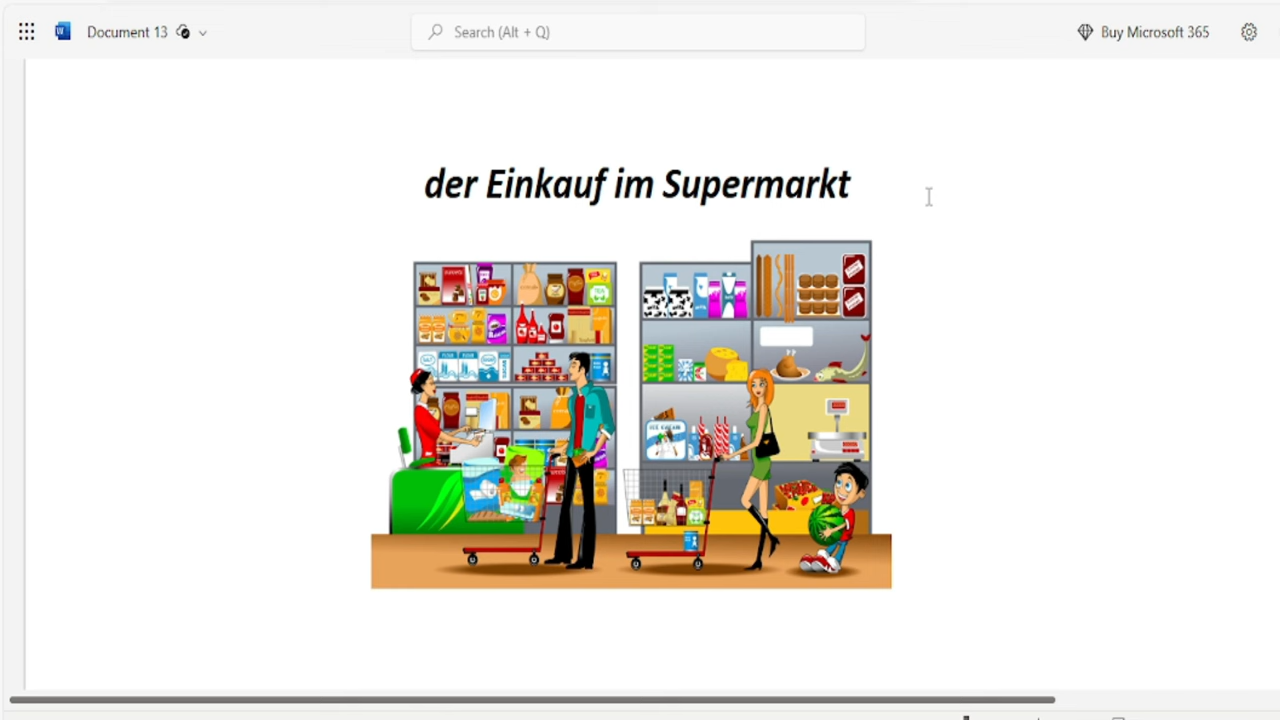 Document 13
Search (Alt + Q)
Buy Microsoft 365
der Einkauf im Supermarkt
ICE CREAM